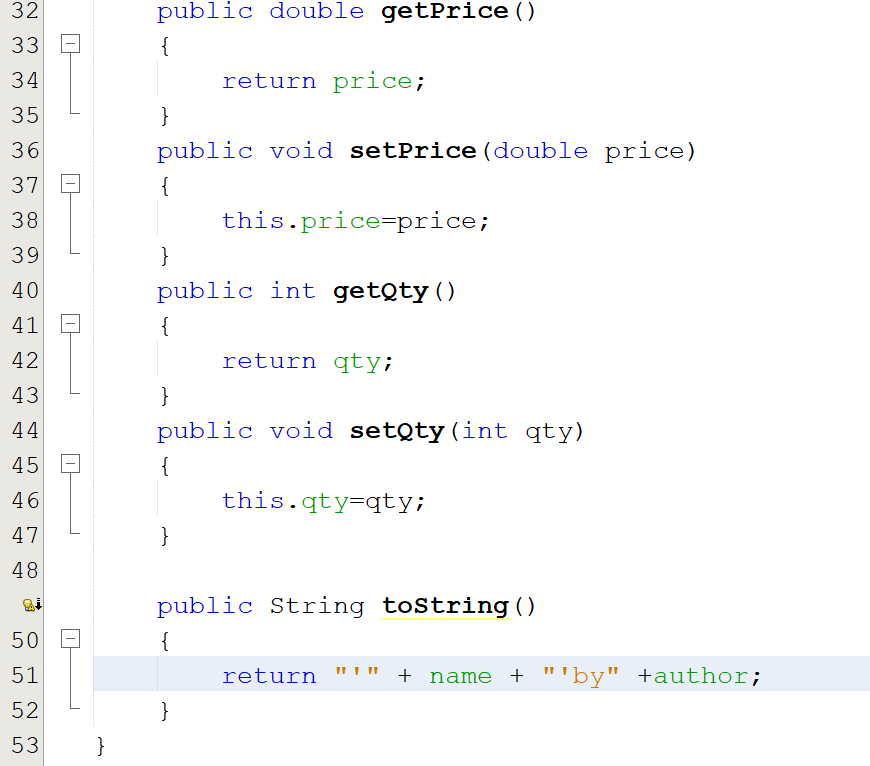 32 public double getPrice()
33 {
34 return price;
35 }
36 public void setPrice(double price)
37 {
38 this.price=price;
39 }
40 public int getQty()
41 {
42 return qty;
43 }
44 public void setQty(int qty)
45 {
46 this.qty=qty;
47 }
48
public String toString()
50 {
51 return "'" + name + "'by" +author;
52 }
53 }